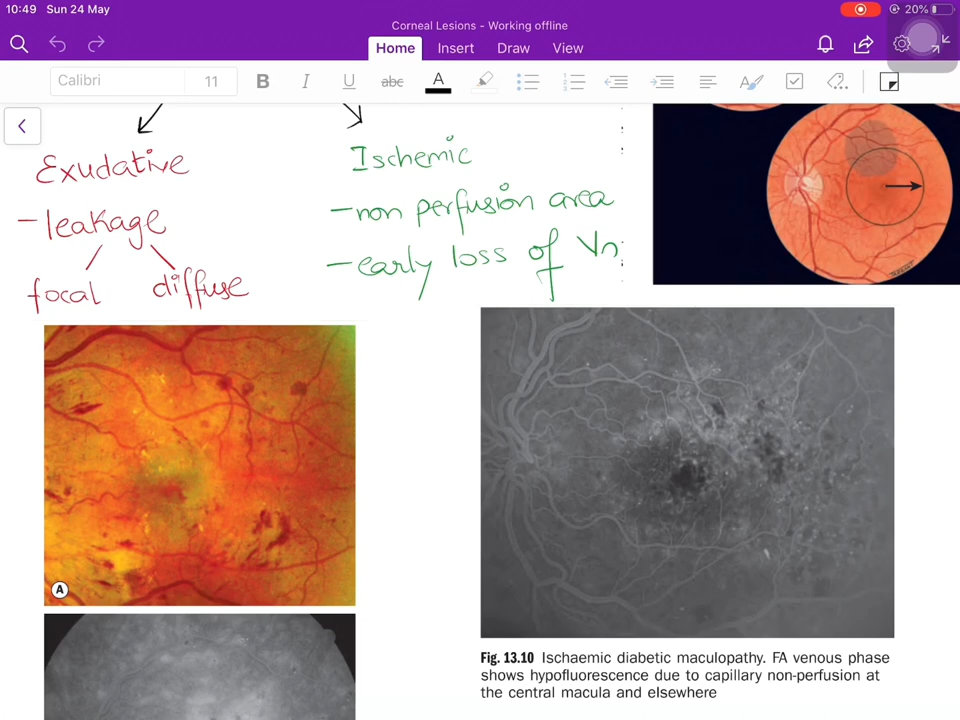 10:49 Sun 24 May
20%
Corneal Lesions - Working offline
Home Insert Draw View
Calibri 11 B I U abc A
Exudative
- leakage
focal diffuse
Ischemic
- non perfusion area
- early loss of Vn
A
Fig. 13.10 Ischaemic diabetic maculopathy. FA venous phase
shows hypofluorescence due to capillary non-perfusion at
the central macula and elsewhere